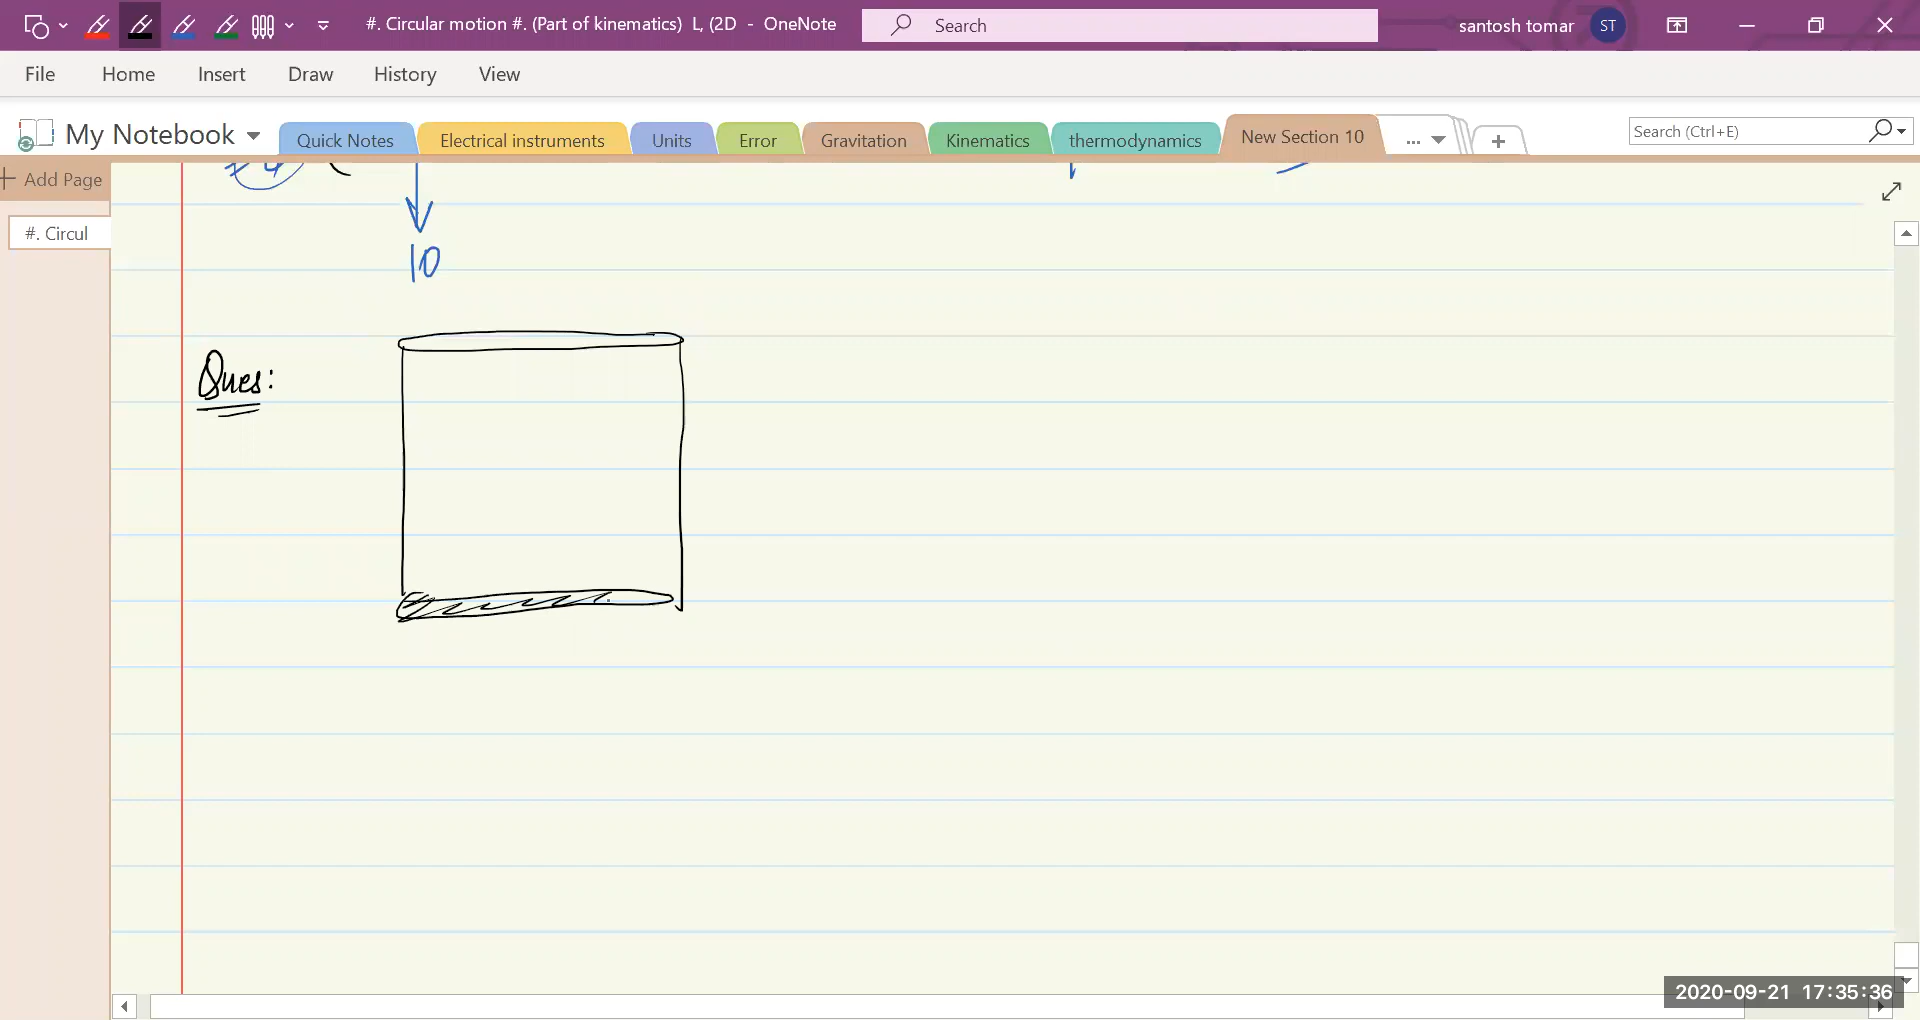 #. Circular motion #. (Part of kinematics) L, (2D - OneNote
Search
santosh tomar ST
File Home Insert Draw History View
My Notebook
Quick Notes Electrical instruments Units Error Gravitation Kinematics thermodynamics New Section 10 ...
Search (Ctrl+E)
Add Page
#. Circul
10
Ques:
2020-09-21 17:35:36